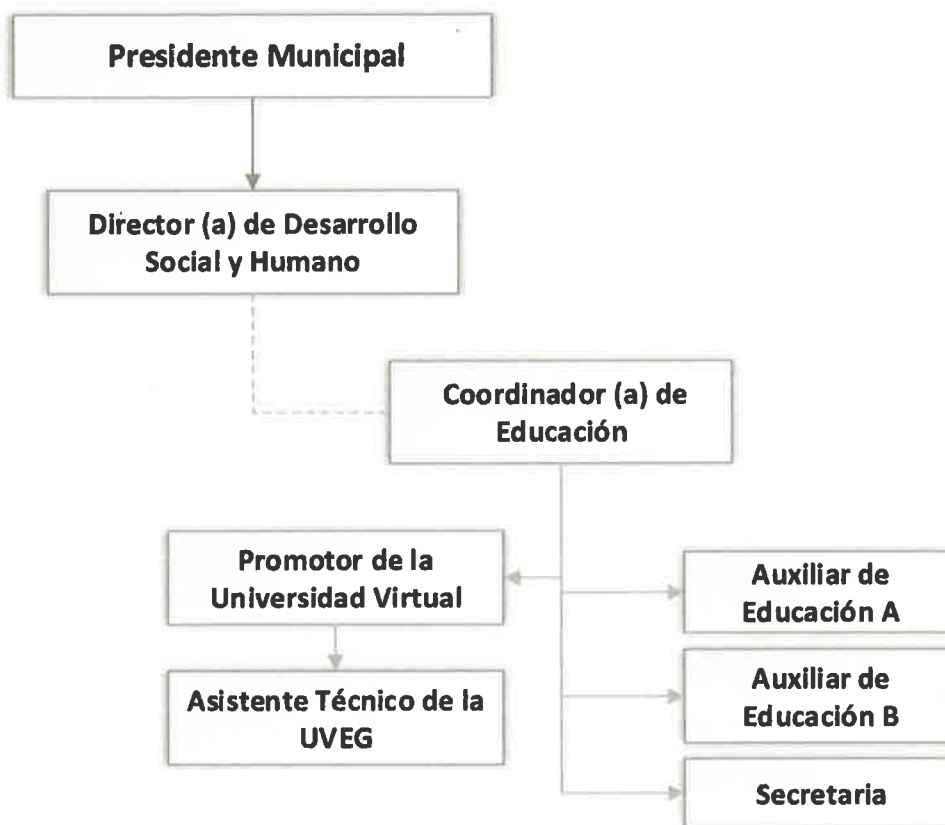 Presidente Municipal
Director (a) de Desarrollo
Social y Humano
Coordinador (a) de
Educación
Promotor de la
Universidad Virtual
Asistente Técnico de la
UVEG
Auxiliar de
Educación A
Auxiliar de
Educación B
Secretaria